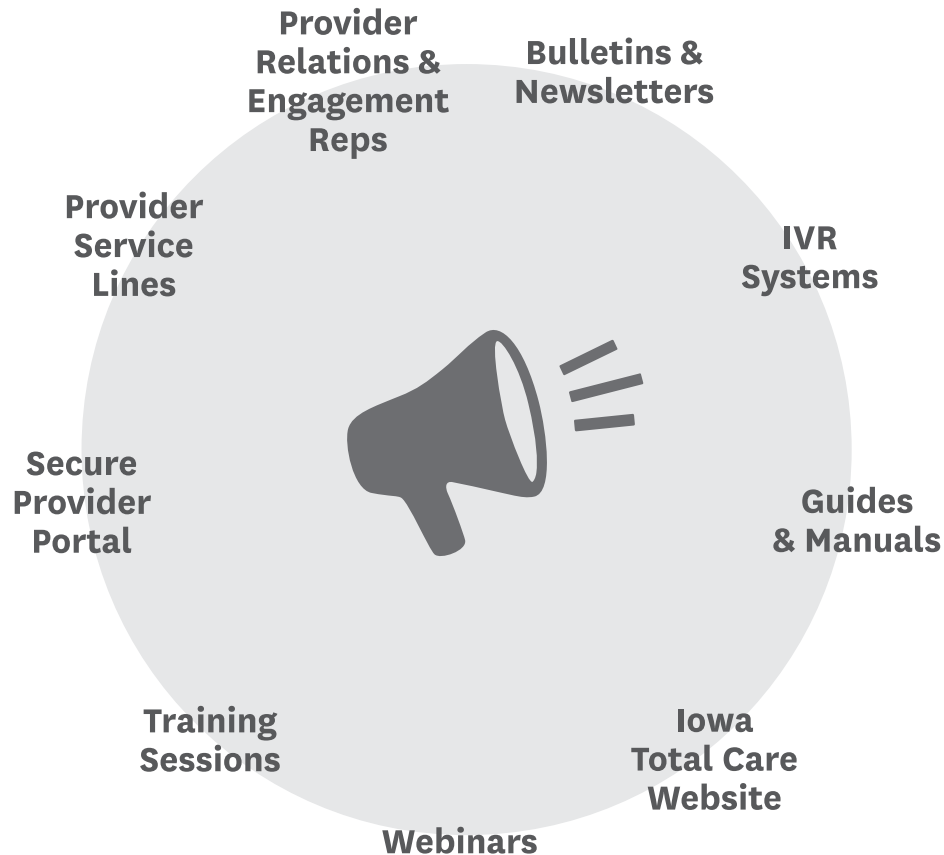 Provider
Relations &
Engagement
Reps
Bulletins &
Newsletters
IVR
Systems
Guides
& Manuals
Iowa
Total Care
Website
Webinars
Training
Sessions
Secure
Provider
Portal
Provider
Service
Lines